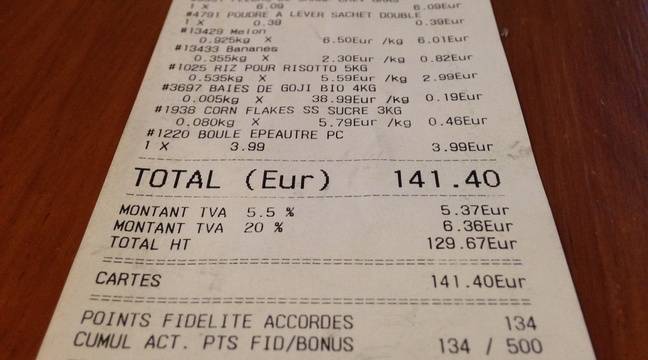 1 X 6.09 6.09Eur
#4791 POUDRE A LEVER SACHET DOUBLE
1 X 0.39 0.39Eur
#13429 Melon
0.925kg X 6.50Eur /kg 6.01Eur
#13433 Bananes
0.355kg X 2.30Eur /kg 0.82Eur
#1025 RIZ POUR RISOTTO 5KG
0.535kg X 5.59Eur /kg 2.99Eur
#3697 BAIES DE GOJI BIO 4KG
0.005kg X 38.99Eur /kg 0.19Eur
#1938 CORN FLAKES SS SUCRE 3KG
0.080kg X 5.79Eur /kg 0.46Eur
#1220 BOULE EPEAUTRE PC
1 X 3.99 3.99Eur
TOTAL (Eur) 141.40
MONTANT TVA 5.5 % 5.37Eur
MONTANT TVA 20 % 6.36Eur
TOTAL HT 129.67Eur
CARTES 141.40Eur
POINTS FIDELITE ACCORDES 134
CUMUL ACT. PTS FID/BONUS 134 / 500